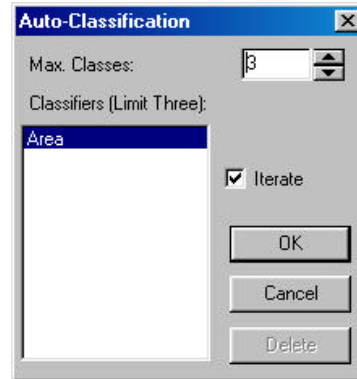 Auto-Classification
Max. Classes:
3
Classifiers (Limit Three):
Area
Iterate
OK
Cancel
Delete